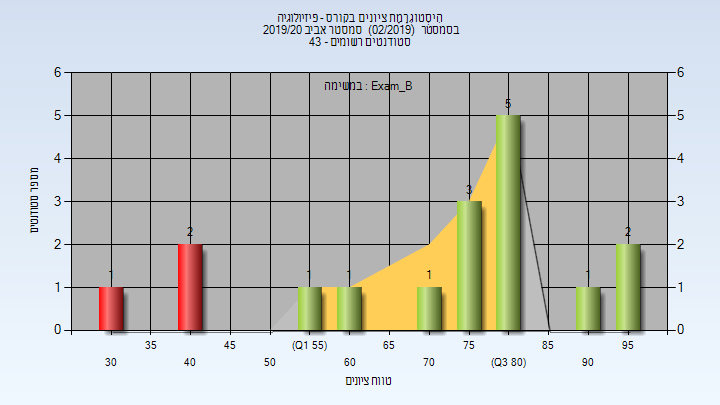 היסטוגרמת ציונים בקורס - פיזיולוגיה
בסמסטר (02/2019) סמסטר אביב 2019/20
סטודנטים רשומים - 43
במשימה : Exam_B
מספר סטודנטים
6 6
5 5
4 4
3 3
2 2
1 1
0 0
1 2 1 1 1 3 5 1 2
35 45 (Q1 55) 65 75 85 95
30 40 50 60 70 (Q3 80) 90
טווח ציונים